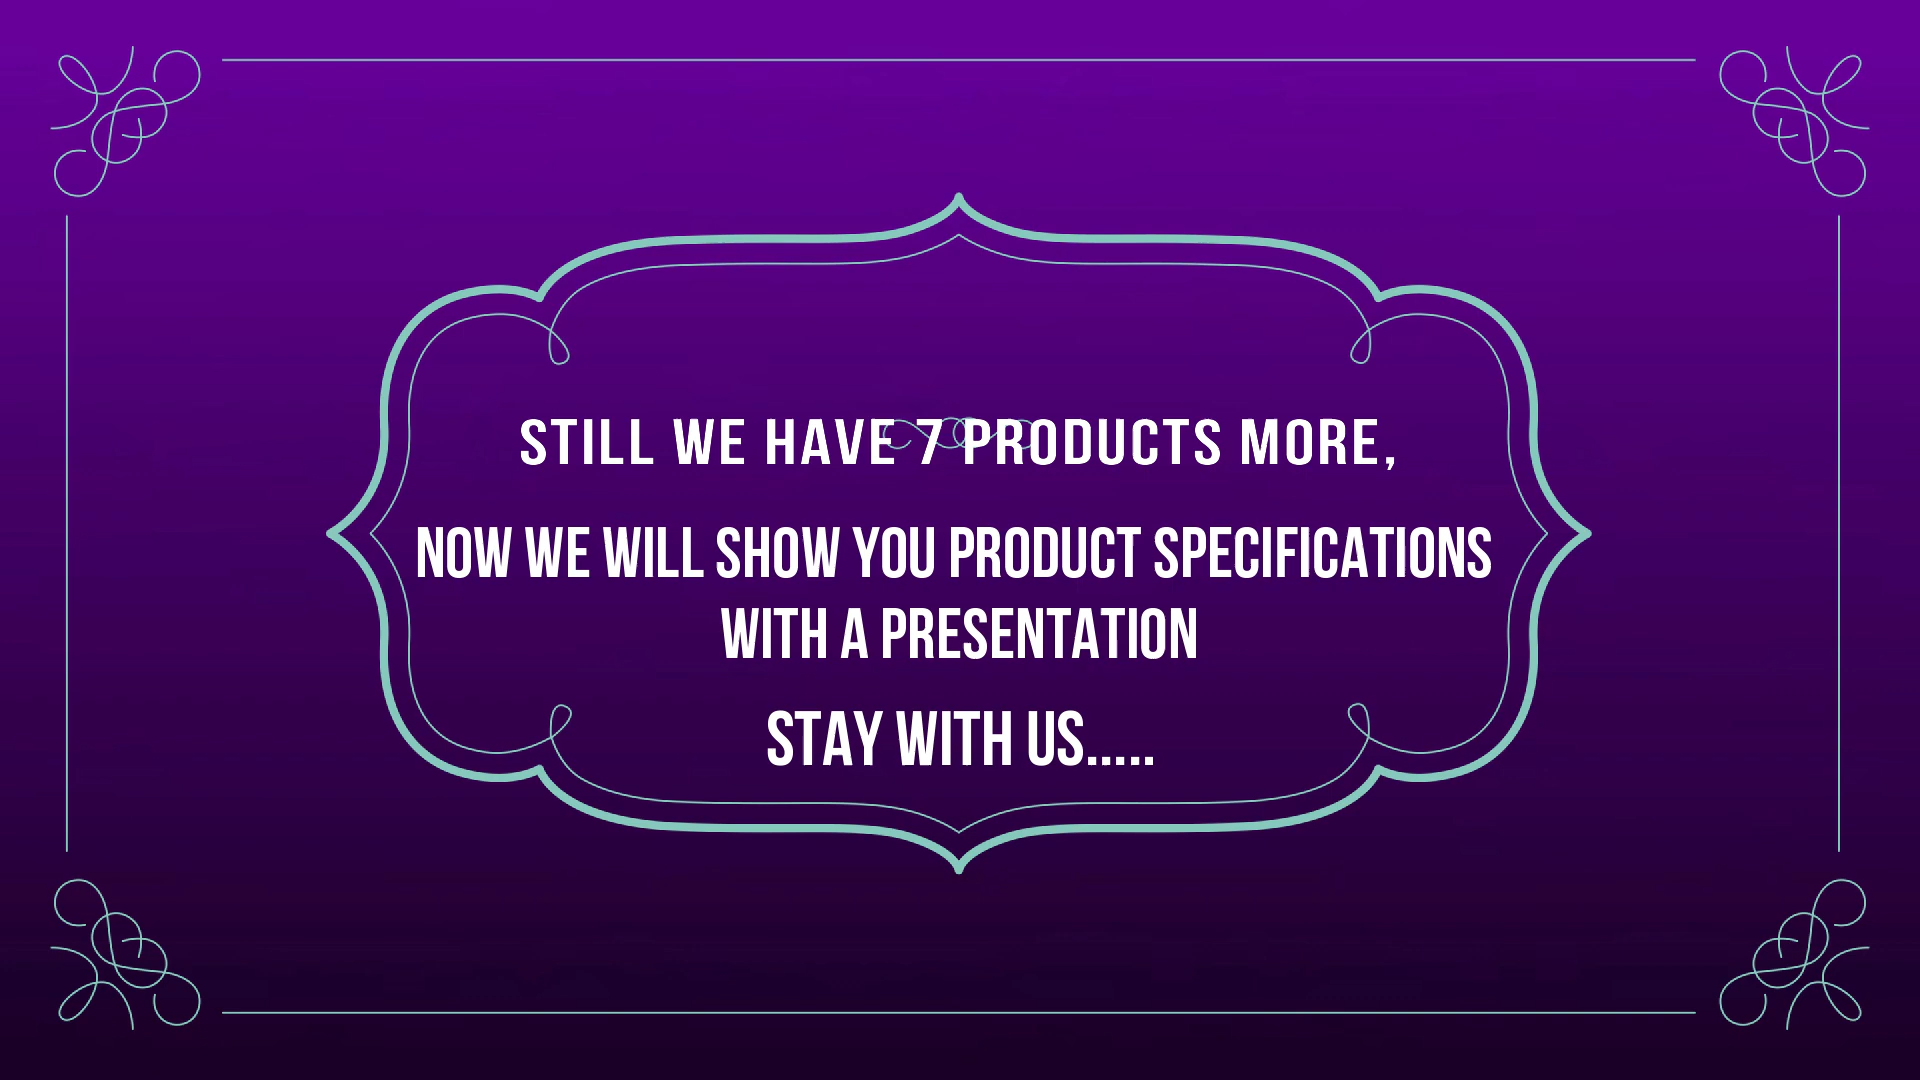 STILL WE HAVE 7 PRODUCTS MORE,
NOW WE WILL SHOW YOU PRODUCT SPECIFICATIONS
WITH A PRESENTATION
STAY WITH US.....